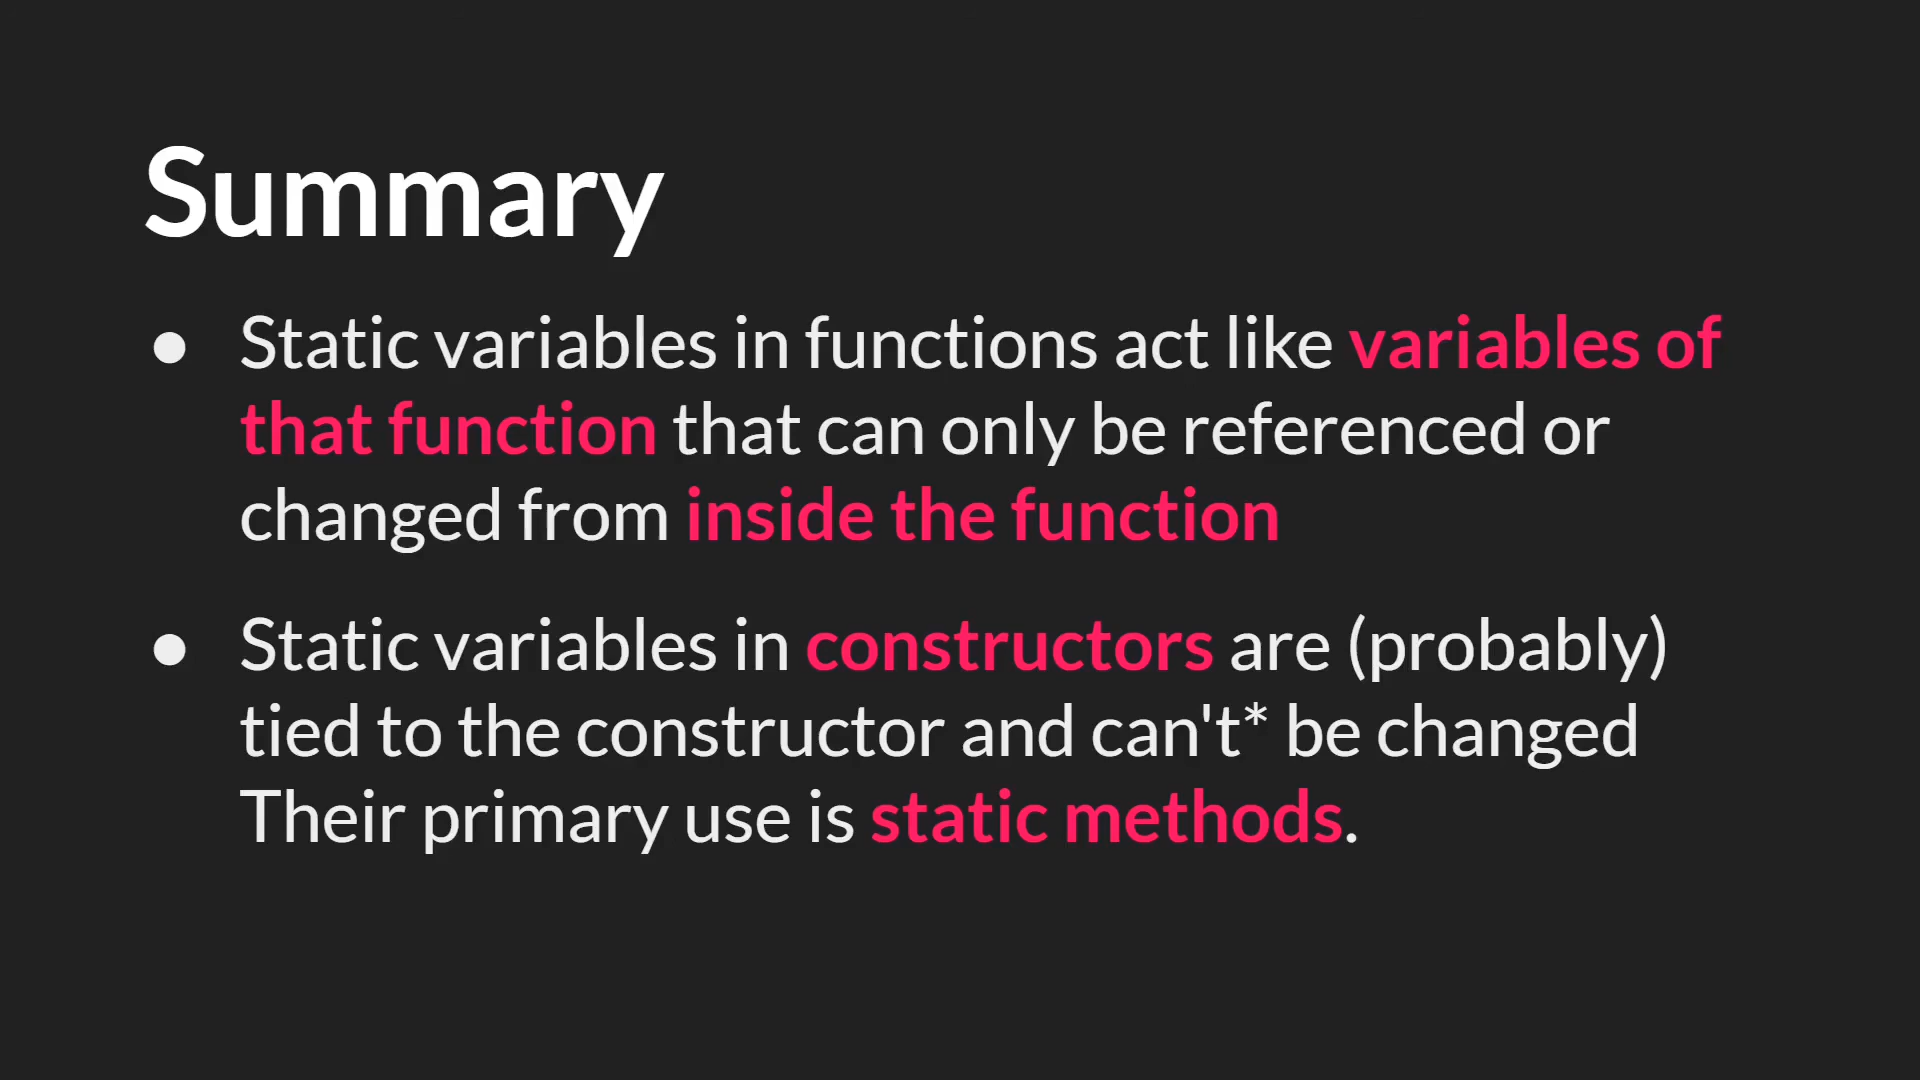 Summary
● Static variables in functions act like variables of
that function that can only be referenced or
changed from inside the function
● Static variables in constructors are (probably)
tied to the constructor and can't* be changed
Their primary use is static methods.